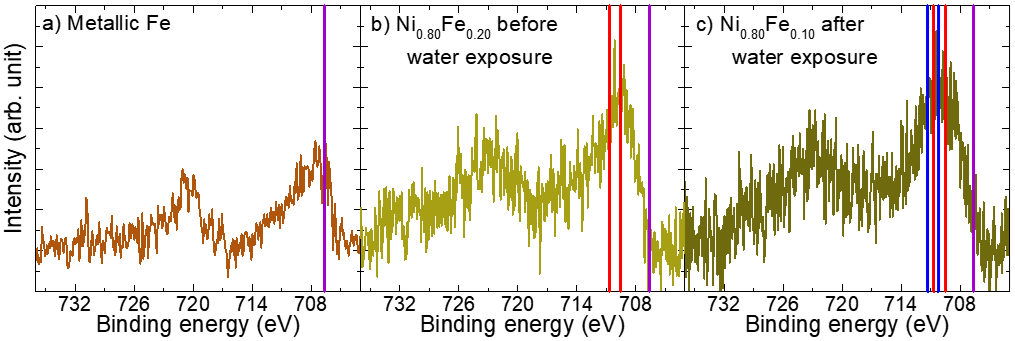 a) Metallic Fe
b) Ni0.80Fe0.20 before
water exposure
c) Ni0.80Fe0.10 after
water exposure
Intensity (arb. unit)
732 726 720 714 708
732 726 720 714 708
732 726 720 714 708
Binding energy (eV)
Binding energy (eV)
Binding energy (eV)